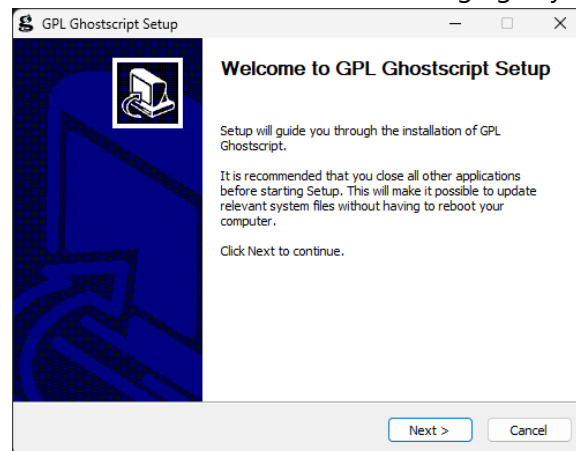 GPL Ghostscript Setup
Welcome to GPL Ghostscript Setup
Setup will guide you through the installation of GPL
Ghostscript.
It is recommended that you close all other applications
before starting Setup. This will make it possible to update
relevant system files without having to reboot your
computer.
Click Next to continue.
Next >
Cancel